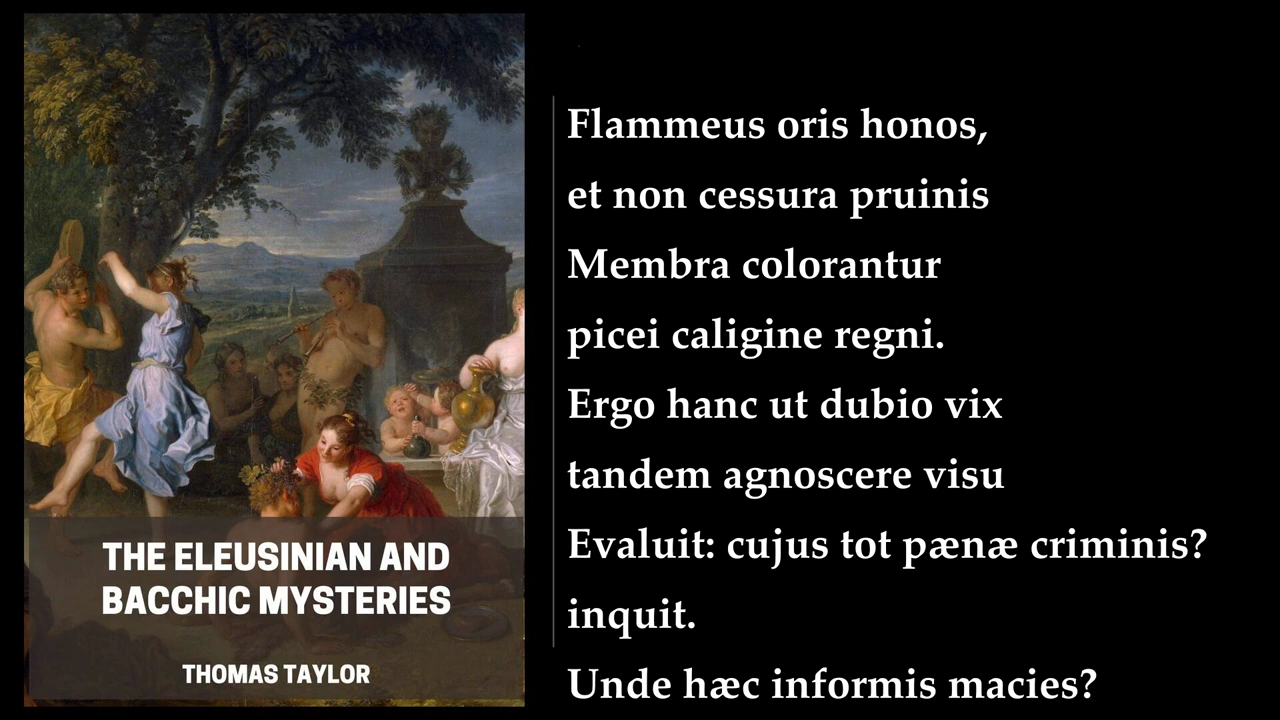 THE ELEUSINIAN AND
BACCHIC MYSTERIES
THOMAS TAYLOR
Flammeus oris honos,
et non cessura pruinis
Membra colorantur
picei caligine regni.
Ergo hanc ut dubio vix
tandem agnoscere visu
Evaluit: cujus tot pænæ criminis?
inquit.
Unde hæc informis macies?